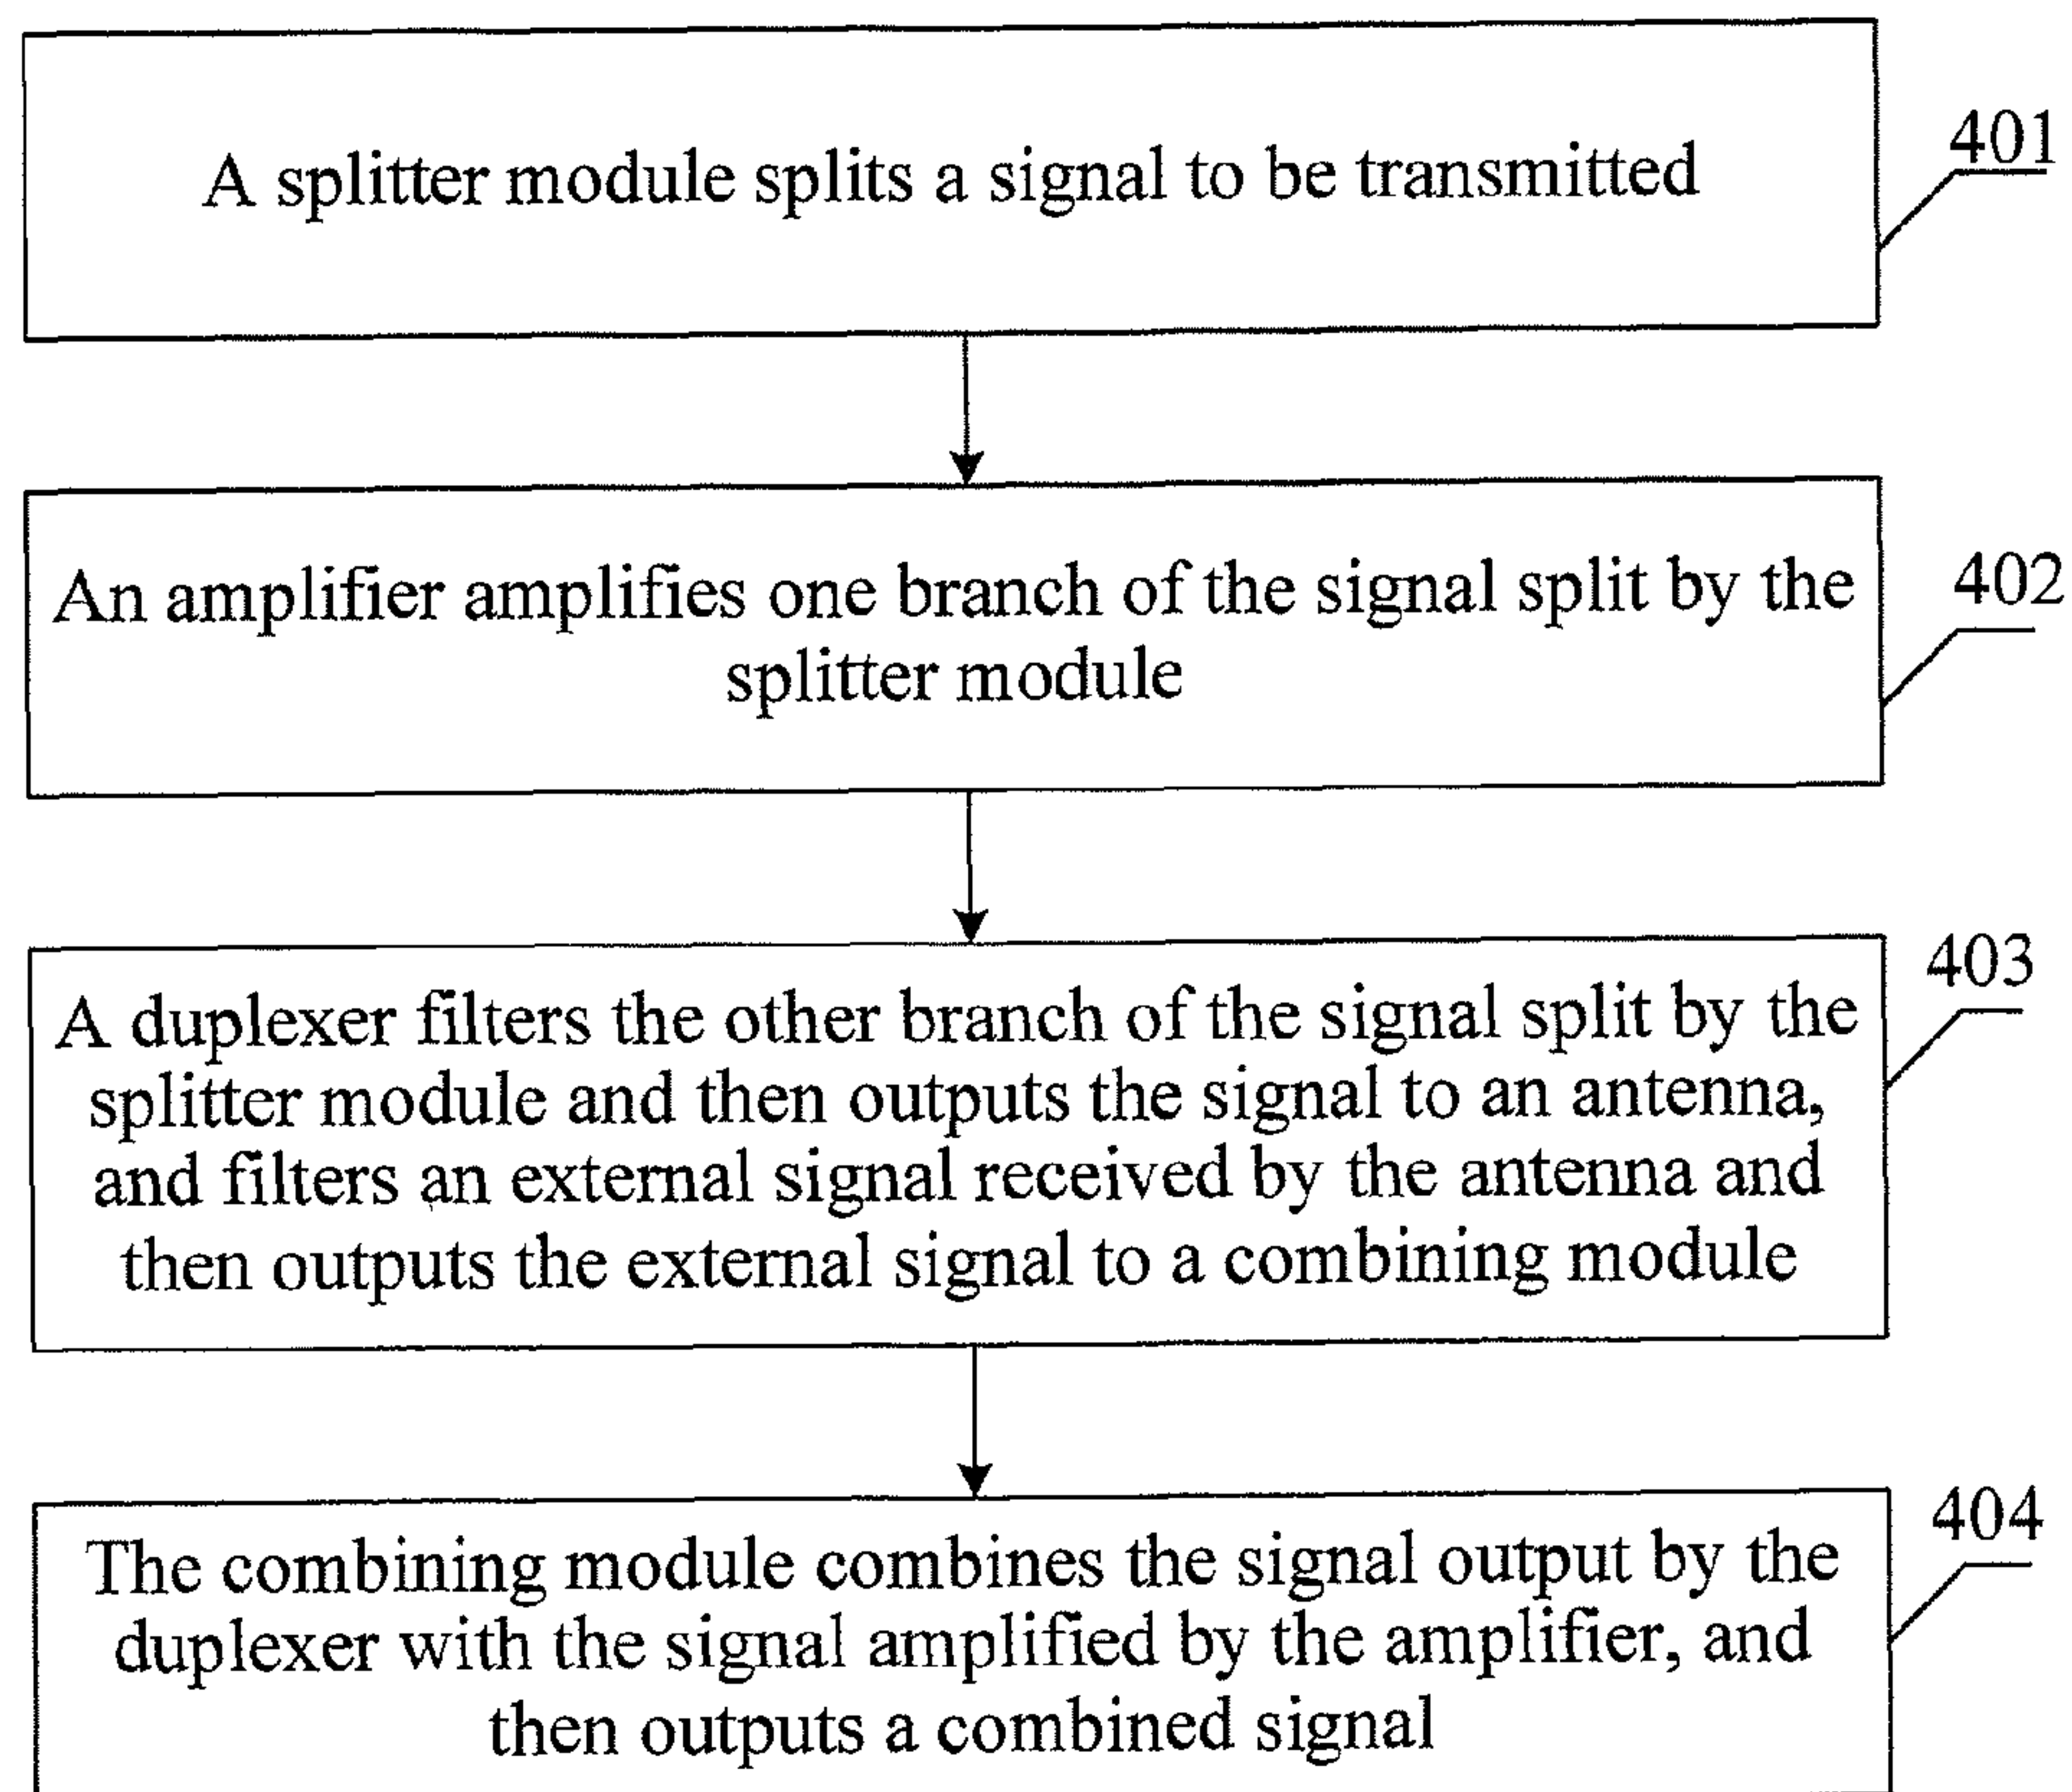 A splitter module splits a signal to be transmitted
401
An amplifier amplifies one branch of the signal split by the
splitter module
402
A duplexer filters the other branch of the signal split by the
splitter module and then outputs the signal to an antenna,
and filters an external signal received by the antenna and
then outputs the external signal to a combining module
403
The combining module combines the signal output by the
duplexer with the signal amplified by the amplifier, and
then outputs a combined signal
404